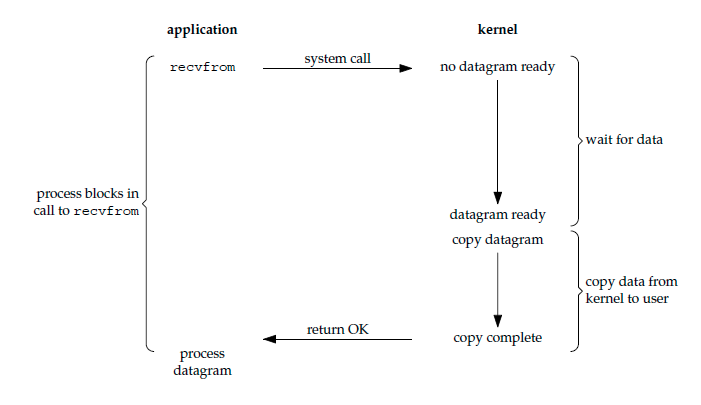 application
kernel
recvfrom
system call
no datagram ready
wait for data
process blocks in
call to recvfrom
datagram ready
copy datagram
copy data from
kernel to user
return OK
copy complete
process
datagram